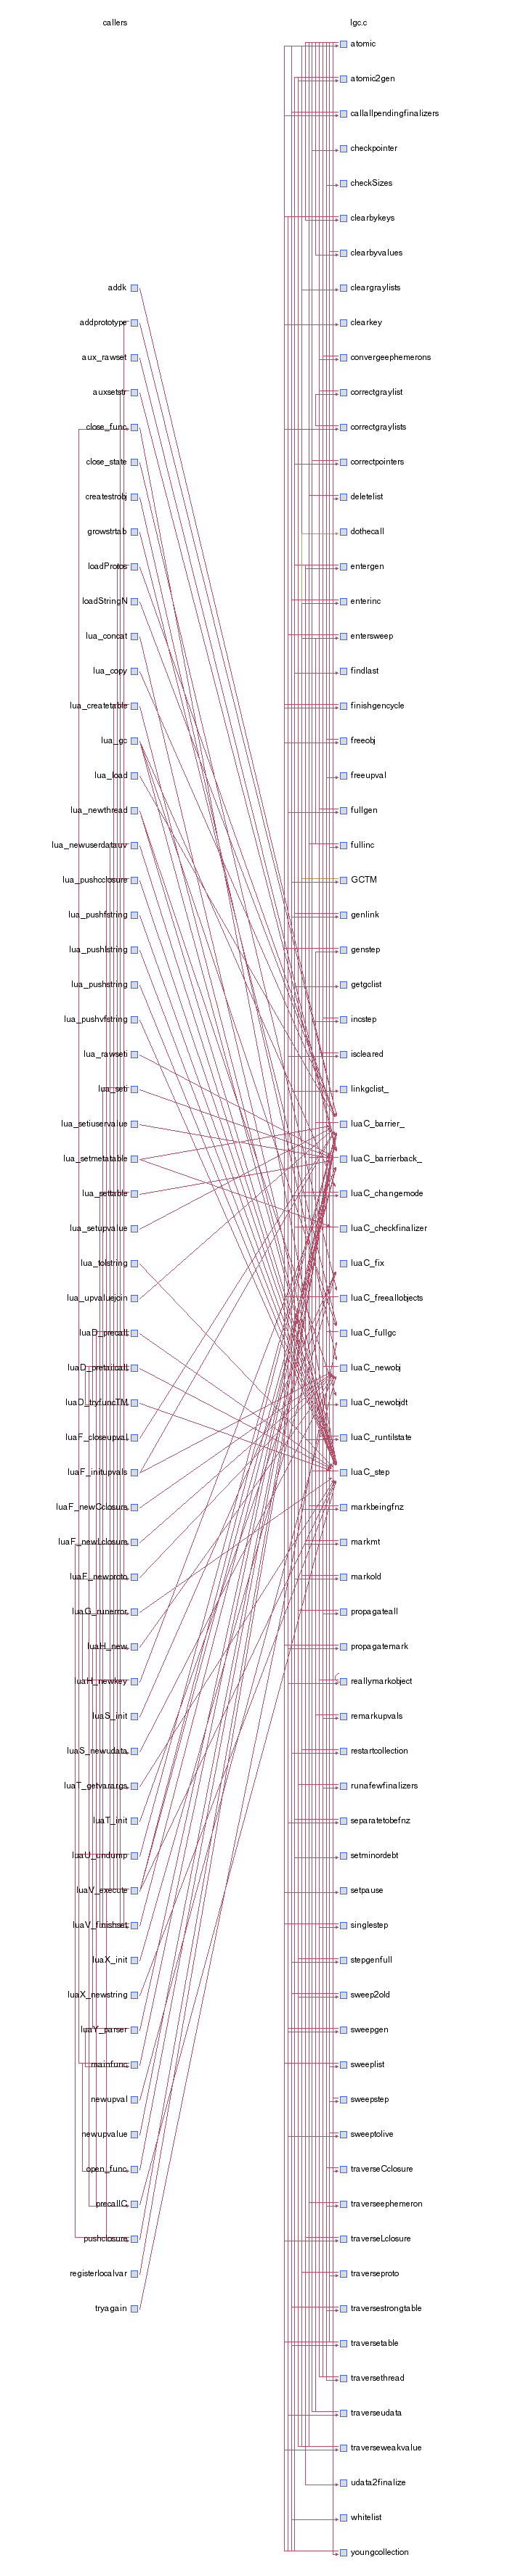 callers
lgc.c
atomic
atomic2gen
callallpendingfinalizers
checkpointer
checkSizes
clearbykeys
clearbyvalues
addk
cleargraylists
addprototype
clearkey
aux_rawset
convergeephemerons
auxsetstr
correctgraylist
close_func
correctgraylists
close_state
correctpointers
createstrobj
deletelist
growstrtab
dothecall
loadProtos
entergen
loadStringN
enterinc
lua_concat
entersweep
lua_copy
findlast
lua_createtable
finishgencycle
lua_gc
freeobj
lua_load
freeupval
lua_newthread
fullgen
lua_newuserdatauv
fullinc
lua_pushcclosure
GCTM
lua_pushfstring
genlink
lua_pushlstring
genstep
lua_pushstring
getgclist
lua_pushvfstring
incstep
lua_rawseti
iscleared
lua_seti
linkgclist_
lua_setiuservalue
luaC_barrier_
lua_setmetatable
luaC_barrierback_
lua_settable
luaC_changemode
lua_setupvalue
luaC_checkfinalizer
lua_tolstring
luaC_fix
lua_upvaluejoin
luaC_freeallobjects
luaD_precall
luaC_fullgc
luaD_pretailcall
luaC_newobj
luaD_tryfuncTM
luaC_newobjdt
luaF_closeupval
luaC_runtilstate
luaF_initupvals
luaC_step
luaF_newCclosure
markbeingfnz
luaF_newLclosure
markmt
luaF_newproto
markold
luaG_runerror
propagateall
luaH_new
propagatemark
luaH_newkey
reallymarkobject
luaS_init
remarkupvals
luaS_newudata
restartcollection
luaT_getvarargs
runafewfinalizers
luaT_init
separatetobefnz
luaU_undump
setminordebt
luaV_execute
setpause
luaV_finishset
singlestep
luaX_init
stepgenfull
luaX_newstring
sweep2old
luaY_parser
sweepgen
mainfunc
sweeplist
newupval
sweepstep
newupvalue
sweeptolive
open_func
traverseCclosure
precallC
traverseephemeron
pushclosure
traverseLclosure
registerlocalvar
traverseproto
tryagain
traversestrongtable
traversetable
traversethread
traverseudata
traverseweakvalue
udata2finalize
whitelist
youngcollection